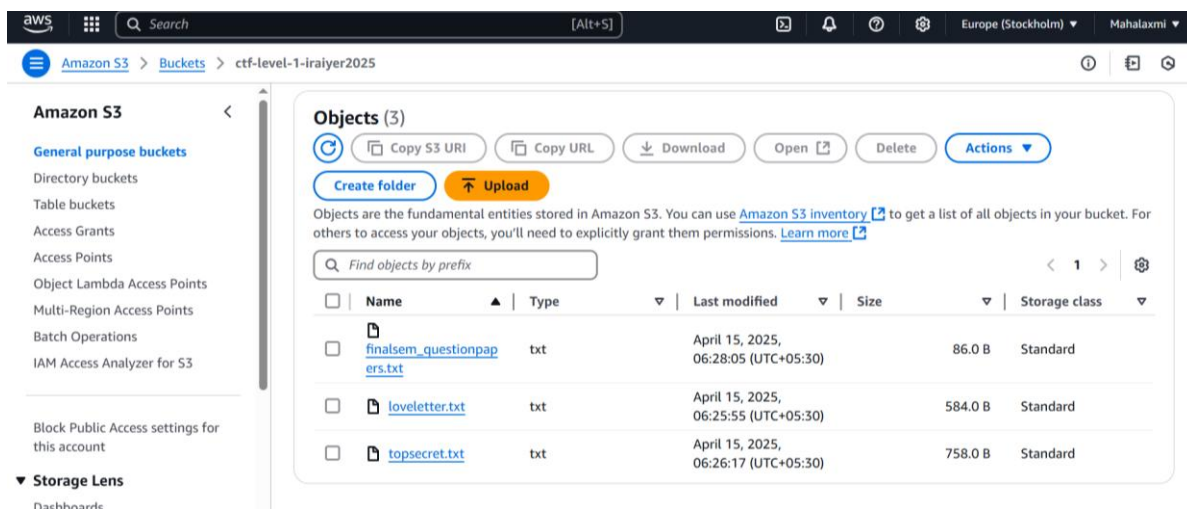 aws Search [Alt+S] Europe (Stockholm) Mahalaxmi
Amazon S3 > Buckets > ctf-level-1-iraiyer2025
Amazon S3
General purpose buckets
Directory buckets
Table buckets
Access Grants
Access Points
Object Lambda Access Points
Multi-Region Access Points
Batch Operations
IAM Access Analyzer for S3
Block Public Access settings for
this account
Storage Lens
Dashboards
Objects (3)
Copy S3 URI Copy URL Download Open Delete Actions
Create folder Upload
Objects are the fundamental entities stored in Amazon S3. You can use Amazon S3 inventory to get a list of all objects in your bucket. For
others to access your objects, you'll need to explicitly grant them permissions. Learn more
Find objects by prefix
< 1 >
Name Type Last modified Size Storage class
finalsem_questionpap
ers.txt
txt
April 15, 2025,
06:28:05 (UTC+05:30)
86.0 B
Standard
loveletter.txt
txt
April 15, 2025,
06:25:55 (UTC+05:30)
584.0 B
Standard
topsecret.txt
txt
April 15, 2025,
06:26:17 (UTC+05:30)
758.0 B
Standard